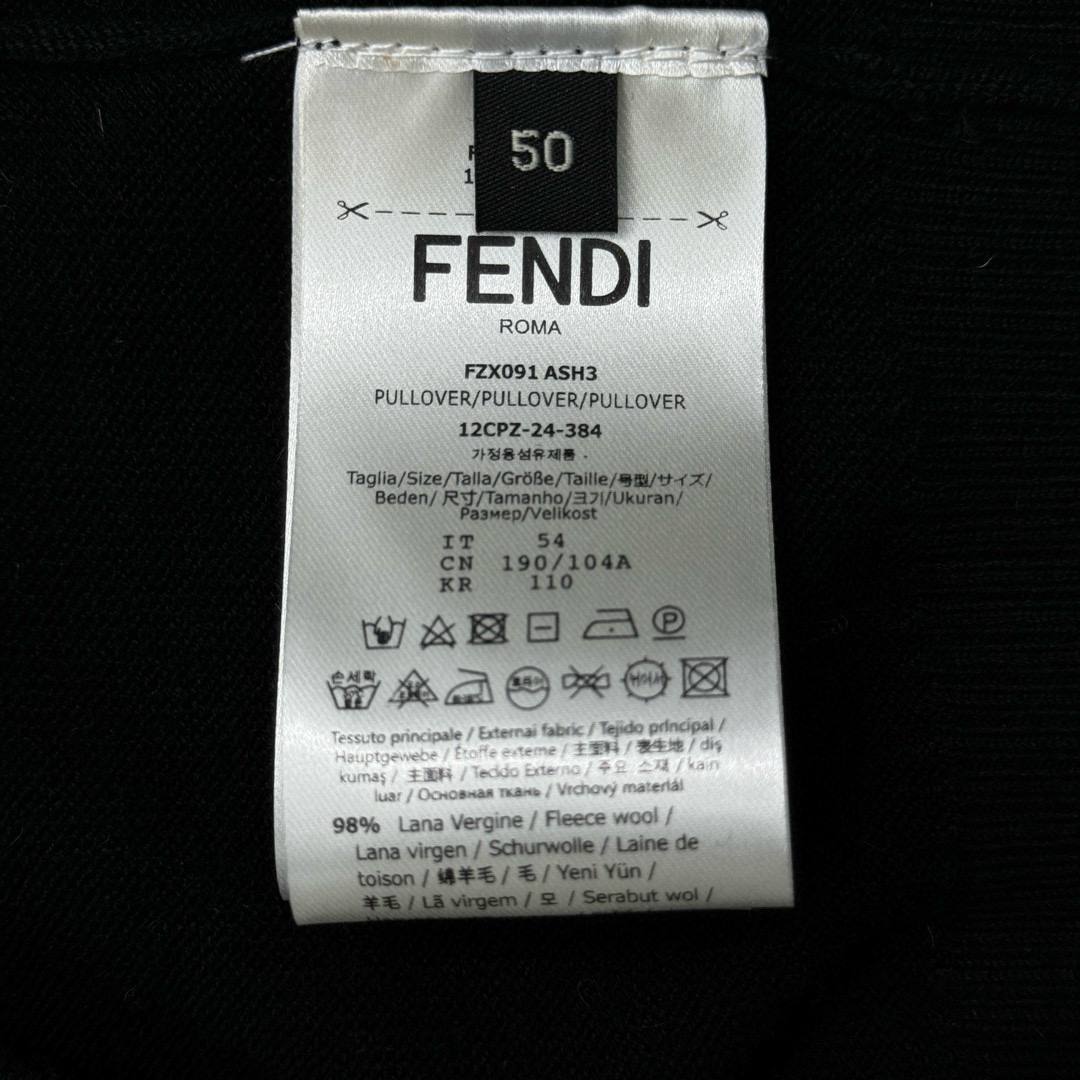 50
1
FENDI
ROMA
FZX091 ASH3
PULLOVER/PULLOVER/PULLOVER
12CPZ-24-384
가정용섬유제품 .
Taglia/Size/Talla/Größe/Taille/号型/サイズ/
Beden/ 尺寸/Tamanho/크기/Ukuran/
Размер/Velikost
IT 54
CN 190/104A
KR 110
P
손세탁
Tessuto principale / External fabric / Tejido principal /
Hauptgewebe / Étoffe externe / 主面料 / 表生地 / diş
kumaş / 主面料 / Tecido Externo / 주요 소재 / kain
luar / Основная ткань / Vrchový materiál
98% Lana Vergine / Fleece wool /
Lana virgen / Schurwolle / Laine de
toison / 绵羊毛 / 毛 / Yeni Yün /
羊毛 / Lã virgem / 모 / Serabut wol /